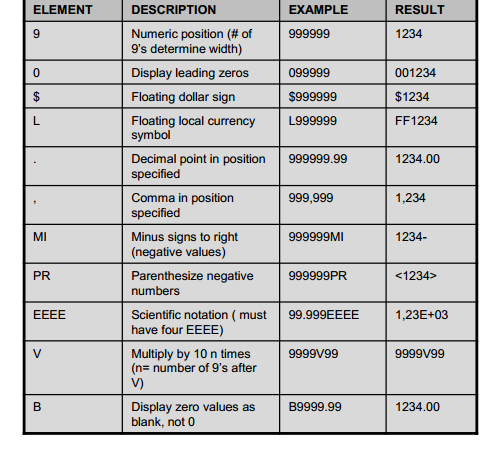 ELEMENT DESCRIPTION EXAMPLE RESULT
9 Numeric position (# of 999999 1234
9's determine width)
0 Display leading zeros 099999 001234
$ Floating dollar sign $999999 $1234
L Floating local currency L999999 FF1234
symbol
. Decimal point in position 999999.99 1234.00
specified
, Comma in position 999,999 1,234
specified
MI Minus signs to right 999999MI 1234-
(negative values)
PR Parenthesize negative 999999PR <1234>
numbers
EEEE Scientific notation ( must 99.999EEEE 1,23E+03
have four EEEE)
V Multiply by 10 n times 9999V99 9999V99
(n= number of 9's after
V)
B Display zero values as B9999.99 1234.00
blank, not 0